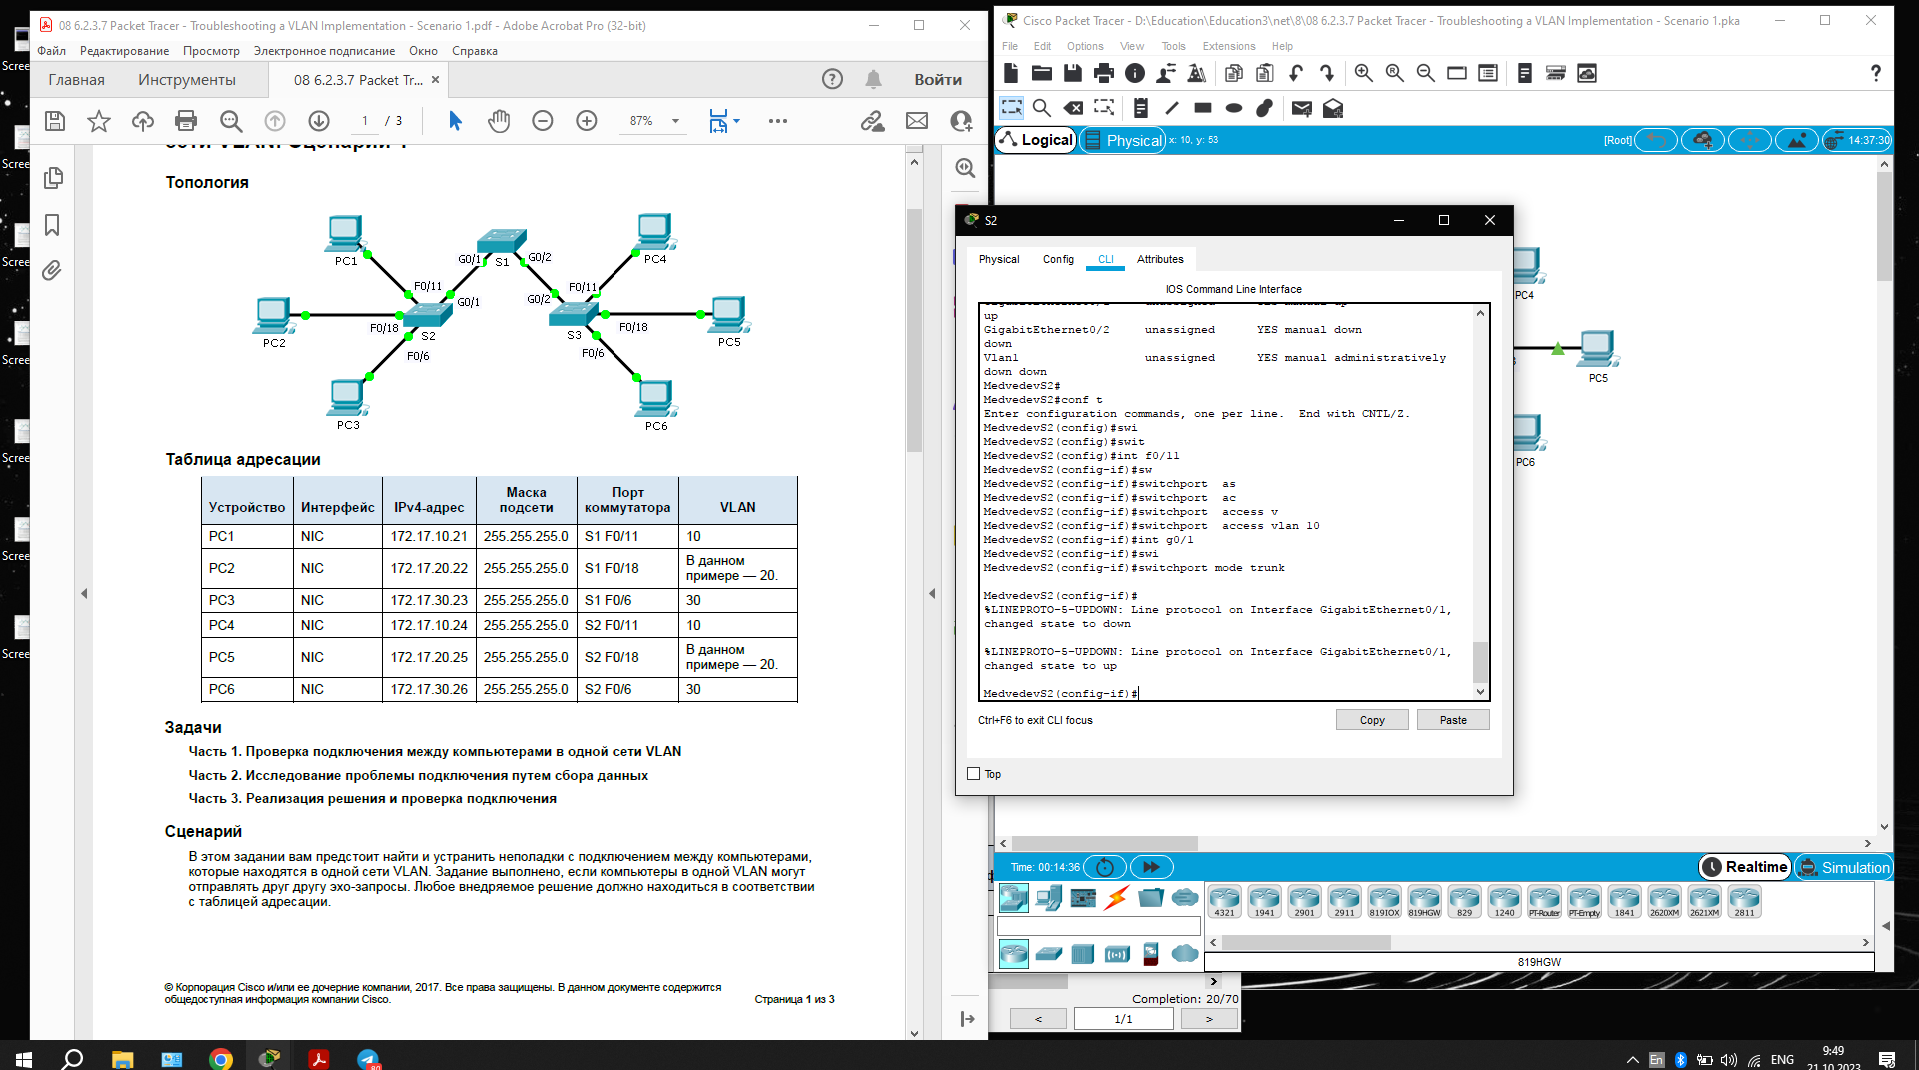 08 6.2.3.7 Packet Tracer - Troubleshooting a VLAN Implementation - Scenario 1.pdf - Adobe Acrobat Pro (32-bit)
Файл Редактирование Просмотр Электронное подписание Окно Справка
Главная Инструменты 08 6.2.3.7 Packet Tr... × Войти
1 / 3 87%
Топология
PC1
PC2
PC3
PC4
PC5
PC6
S1
S2
S3
G0/1
G0/2
F0/11
G0/1
F0/18
F0/6
F0/11
G0/2
F0/18
F0/6
Таблица адресации
Устройство Интерфейс IPv4-адрес Маска подсети Порт коммутатора VLAN
PC1 NIC 172.17.10.21 255.255.255.0 S1 F0/11 10
PC2 NIC 172.17.20.22 255.255.255.0 S1 F0/18 В данном примере — 20.
PC3 NIC 172.17.30.23 255.255.255.0 S1 F0/6 30
PC4 NIC 172.17.10.24 255.255.255.0 S2 F0/11 10
PC5 NIC 172.17.20.25 255.255.255.0 S2 F0/18 В данном примере — 20.
PC6 NIC 172.17.30.26 255.255.255.0 S2 F0/6 30
Задачи
Часть 1. Проверка подключения между компьютерами в одной сети VLAN
Часть 2. Исследование проблемы подключения путем сбора данных
Часть 3. Реализация решения и проверка подключения
Сценарий
В этом задании вам предстоит найти и устранить неполадки с подключением между компьютерами,
которые находятся в одной сети VLAN. Задание выполнено, если компьютеры в одной VLAN могут
отправлять друг другу эхо-запросы. Любое внедряемое решение должно находиться в соответствии
с таблицей адресации.
© Корпорация Cisco и/или ее дочерние компании, 2017. Все права защищены. В данном документе содержится
общедоступная информация компании Cisco. Страница 1 из 3
Cisco Packet Tracer - D:\Education\Education3\net\8\08 6.2.3.7 Packet Tracer - Troubleshooting a VLAN Implementation - Scenario 1.pka
File Edit Options View Tools Extensions Help
Logical Physical x: 10, y: 53 [Root] 14:37:30
PC4
PC5
PC6
S2
Physical Config CLI Attributes
IOS Command Line Interface
up
GigabitEthernet0/2 unassigned YES manual down
down
Vlan1 unassigned YES manual administratively
down down
MedvedevS2#
MedvedevS2#conf t
Enter configuration commands, one per line. End with CNTL/Z.
MedvedevS2(config)#swi
MedvedevS2(config)#swit
MedvedevS2(config)#int f0/11
MedvedevS2(config-if)#sw
MedvedevS2(config-if)#switchport as
MedvedevS2(config-if)#switchport ac
MedvedevS2(config-if)#switchport access v
MedvedevS2(config-if)#switchport access vlan 10
MedvedevS2(config-if)#int g0/1
MedvedevS2(config-if)#swi
MedvedevS2(config-if)#switchport mode trunk
MedvedevS2(config-if)#
%LINEPROTO-5-UPDOWN: Line protocol on Interface GigabitEthernet0/1,
changed state to down
%LINEPROTO-5-UPDOWN: Line protocol on Interface GigabitEthernet0/1,
changed state to up
MedvedevS2(config-if)#
Ctrl+F6 to exit CLI focus Copy Paste
Top
Time: 00:14:36 Realtime Simulation
4321 1941 2901 2911 819IOX 819HGW 829 1240 PT-Router PT-Empty 1841 2620XM 2621XM 2811
819HGW
Completion: 20/70
< 1/1 >
Scree
Scree
Scree
Scree
Scree
Scree
Scree
80
En ENG 9:49
21.10.2023